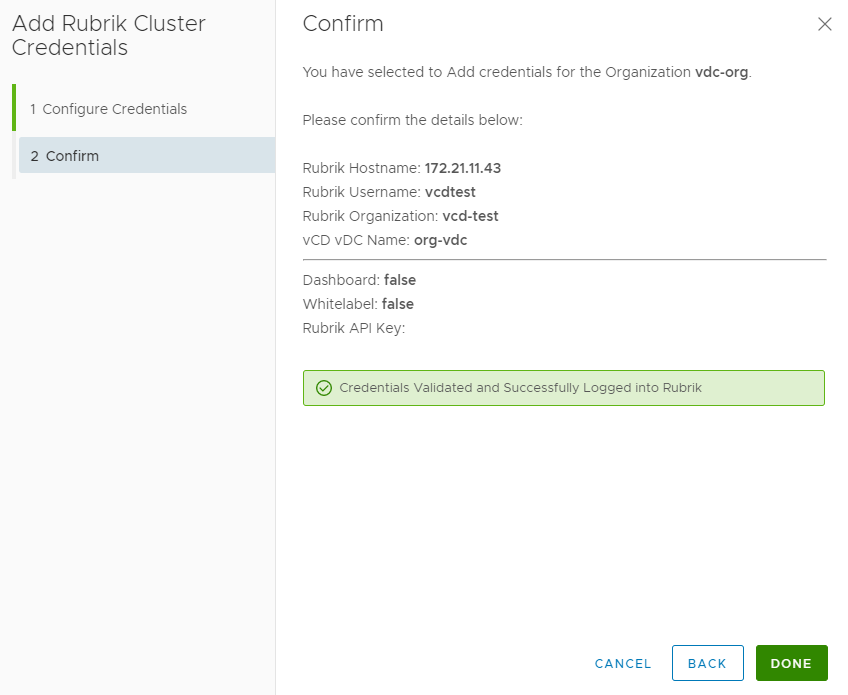 Add Rubrik Cluster
Credentials
1 Configure Credentials
2 Confirm
Confirm
You have selected to Add credentials for the Organization vdc-org.
Please confirm the details below:
Rubrik Hostname: 172.21.11.43
Rubrik Username: vcdtest
Rubrik Organization: vcd-test
vCD vDC Name: org-vdc
Dashboard: false
Whitelabel: false
Rubrik API Key:
Credentials Validated and Successfully Logged into Rubrik
CANCEL
BACK
DONE